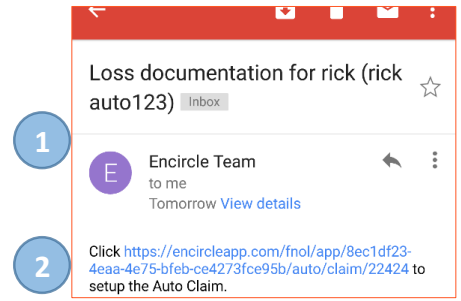 Loss documentation for rick (rick
auto123) Inbox
1
E
Encircle Team
to me
Tomorrow View details
2
Click https://encircleapp.com/fnol/app/8ec1df23-
4eaa-4e75-bfeb-ce4273fce95b/auto/claim/22424 to
setup the Auto Claim.